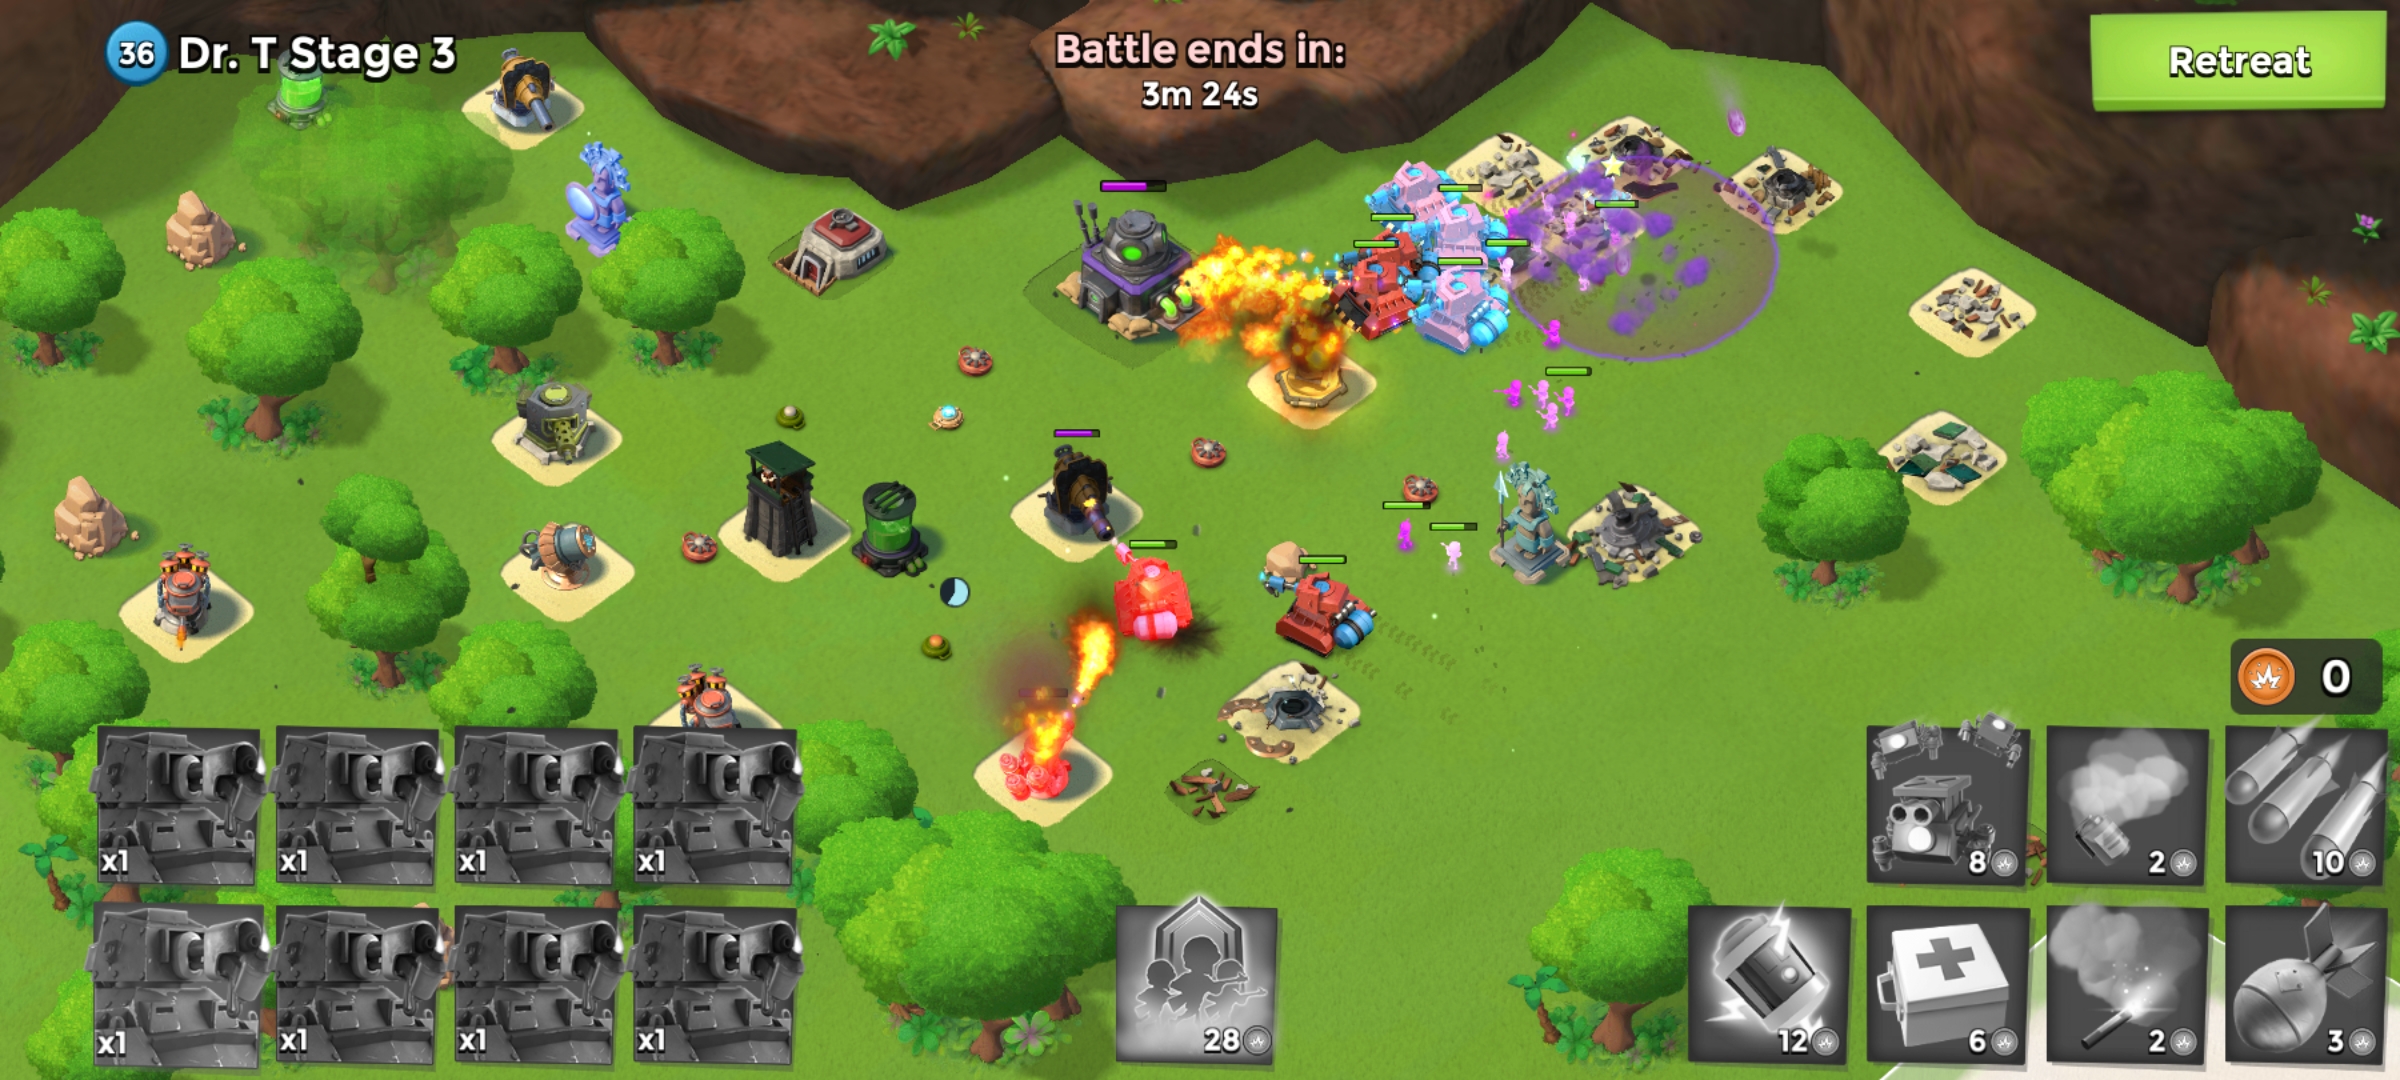 36 Dr. T Stage 3
Battle ends in:
3m 24s
Retreat
0
x1 x1 x1 x1
8 2 10
x1 x1 x1 x1
28
12 6 2 3